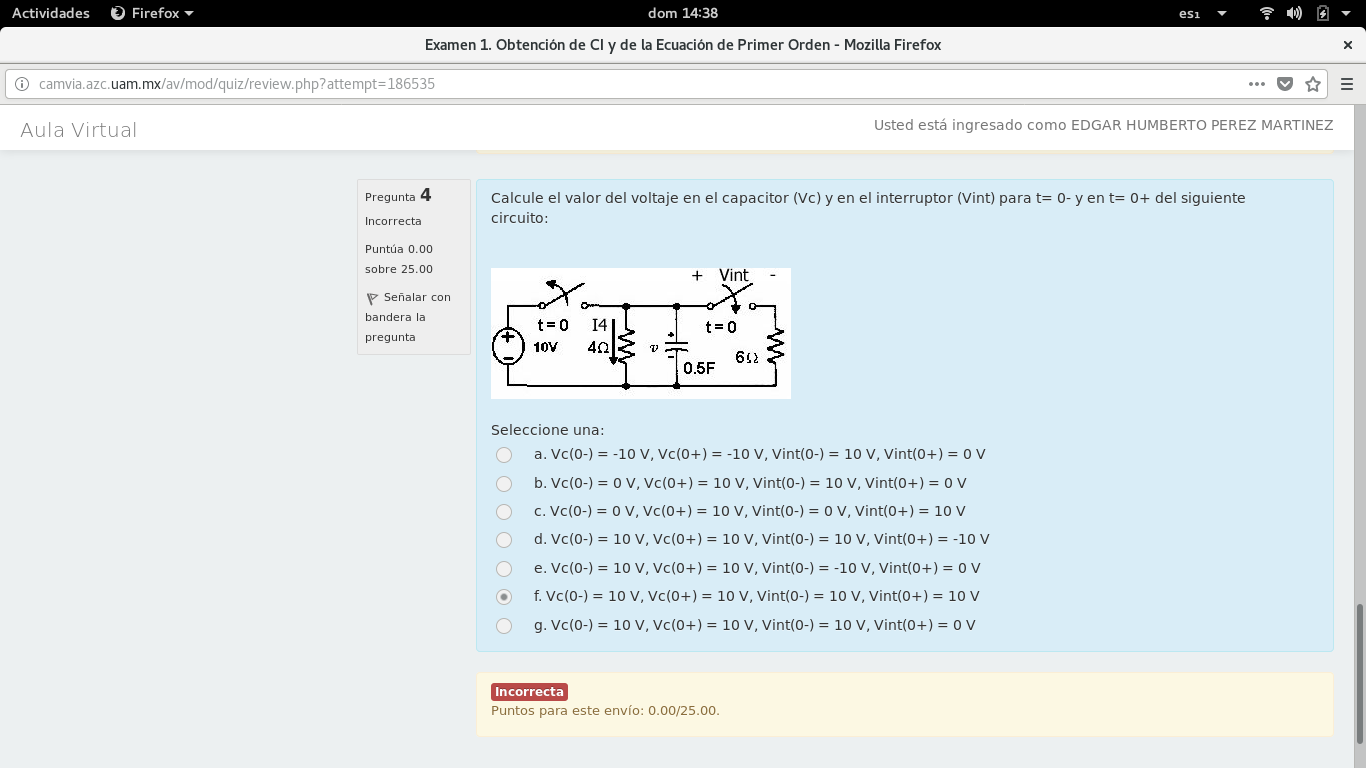 Actividades Firefox dom 14:38 es₁
Examen 1. Obtención de CI y de la Ecuación de Primer Orden - Mozilla Firefox
camvia.azc.uam.mx/av/mod/quiz/review.php?attempt=186535
Aula Virtual
Usted está ingresado como EDGAR HUMBERTO PEREZ MARTINEZ
Pregunta 4
Incorrecta
Puntúa 0.00
sobre 25.00
Señalar con
bandera la
pregunta
Calcule el valor del voltaje en el capacitor (Vc) y en el interruptor (Vint) para t= 0- y en t= 0+ del siguiente
circuito:
+ Vint -
t=0 I4 t=0
+ 10V 4Ω v + 6Ω
- -
0.5F
Seleccione una:
a. Vc(0-) = -10 V, Vc(0+) = -10 V, Vint(0-) = 10 V, Vint(0+) = 0 V
b. Vc(0-) = 0 V, Vc(0+) = 10 V, Vint(0-) = 10 V, Vint(0+) = 0 V
c. Vc(0-) = 0 V, Vc(0+) = 10 V, Vint(0-) = 0 V, Vint(0+) = 10 V
d. Vc(0-) = 10 V, Vc(0+) = 10 V, Vint(0-) = 10 V, Vint(0+) = -10 V
e. Vc(0-) = 10 V, Vc(0+) = 10 V, Vint(0-) = -10 V, Vint(0+) = 0 V
f. Vc(0-) = 10 V, Vc(0+) = 10 V, Vint(0-) = 10 V, Vint(0+) = 10 V
g. Vc(0-) = 10 V, Vc(0+) = 10 V, Vint(0-) = 10 V, Vint(0+) = 0 V
Incorrecta
Puntos para este envío: 0.00/25.00.